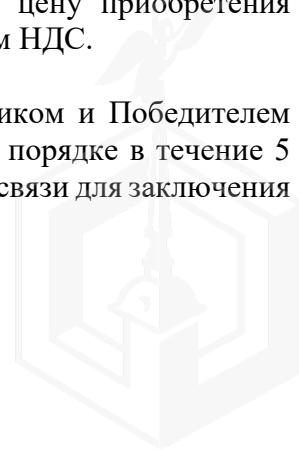 цену приобретения
м НДС.
иком и Победителем
порядке в течение 5
связи для заключения